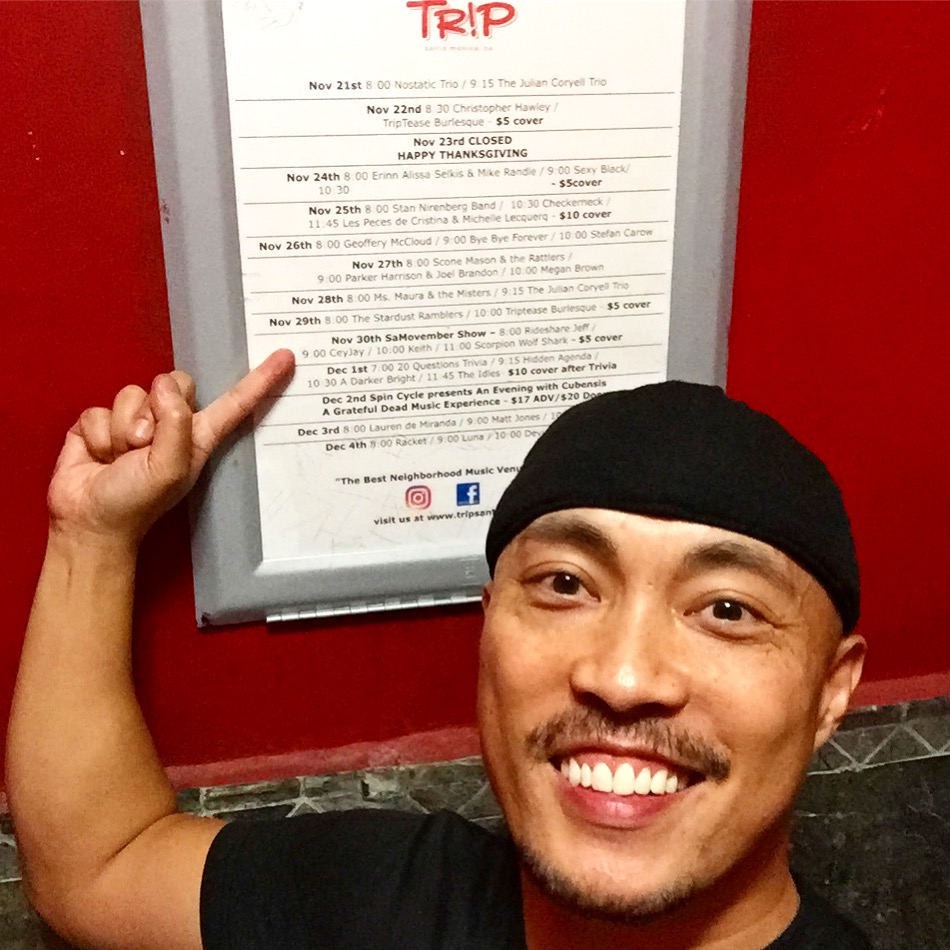 TR!P
santa monica, ca
Nov 21st 8:00 Nostatic Trio / 9:15 The Julian Coryell Trio
Nov 22nd 8:30 Christopher Hawley /
TripTease Burlesque - $5 cover
Nov 23rd CLOSED
HAPPY THANKSGIVING
Nov 24th 8:00 Erinn Alissa Selkis & Mike Randle / 9:00 Sexy Black/
10:30 - $5cover
Nov 25th 8:00 Stan Nirenberg Band / 10:30 Checkemeck /
11:45 Les Peces de Cristina & Michelle Lecquerq - $10 cover
Nov 26th 8:00 Geoffery McCloud / 9:00 Bye Bye Forever / 10:00 Stefan Carow
Nov 27th 8:00 Scone Mason & the Rattlers /
9:00 Parker Harrison & Joel Brandon / 10:00 Megan Brown
Nov 28th 8:00 Ms. Maura & the Misters / 9:15 The Julian Coryell Trio
Nov 29th 8:00 The Stardust Ramblers / 10:00 Triptease Burlesque - $5 cover
Nov 30th SaMovember Show - 8:00 Rideshare Jeff /
9:00 CeyJay / 10:00 Keith / 11:00 Scorpion Wolf Shark - $5 cover
Dec 1st 7:00 20 Questions Trivia / 9:15 Hidden Agenda /
10:30 A Darker Bright / 11:45 The Idles $10 cover after Trivia
Dec 2nd Spin Cycle presents An Evening with Cubensis
A Grateful Dead Music Experience - $17 ADV/$20
Dec 3rd 8:00 Lauren de Miranda / 9:00 Matt Jones /
Dec 4th 8:00 Racket / 9:00 Luna / 10:00
"The Best Neighborhood Music
visit us at